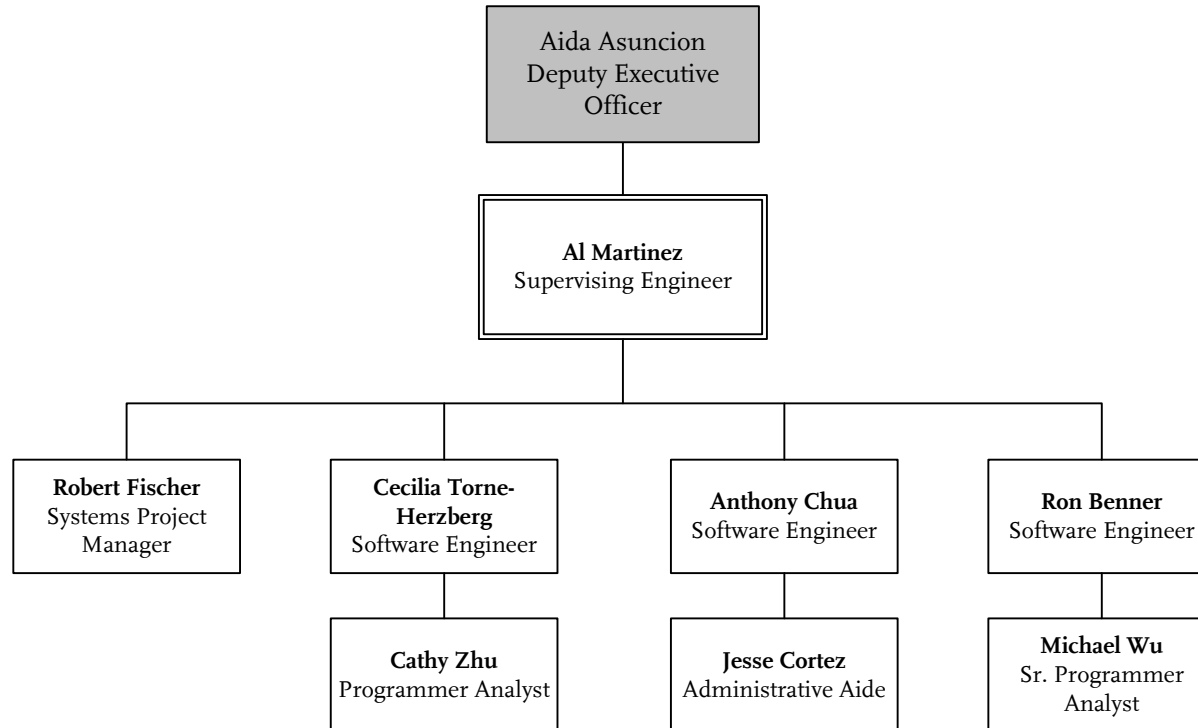 Aida Asuncion
Deputy Executive
Officer
Al Martinez
Supervising Engineer
Robert Fischer
Systems Project
Manager
Cecilia Torne-
Herzberg
Software Engineer
Anthony Chua
Software Engineer
Ron Benner
Software Engineer
Cathy Zhu
Programmer Analyst
Jesse Cortez
Administrative Aide
Michael Wu
Sr. Programmer
Analyst